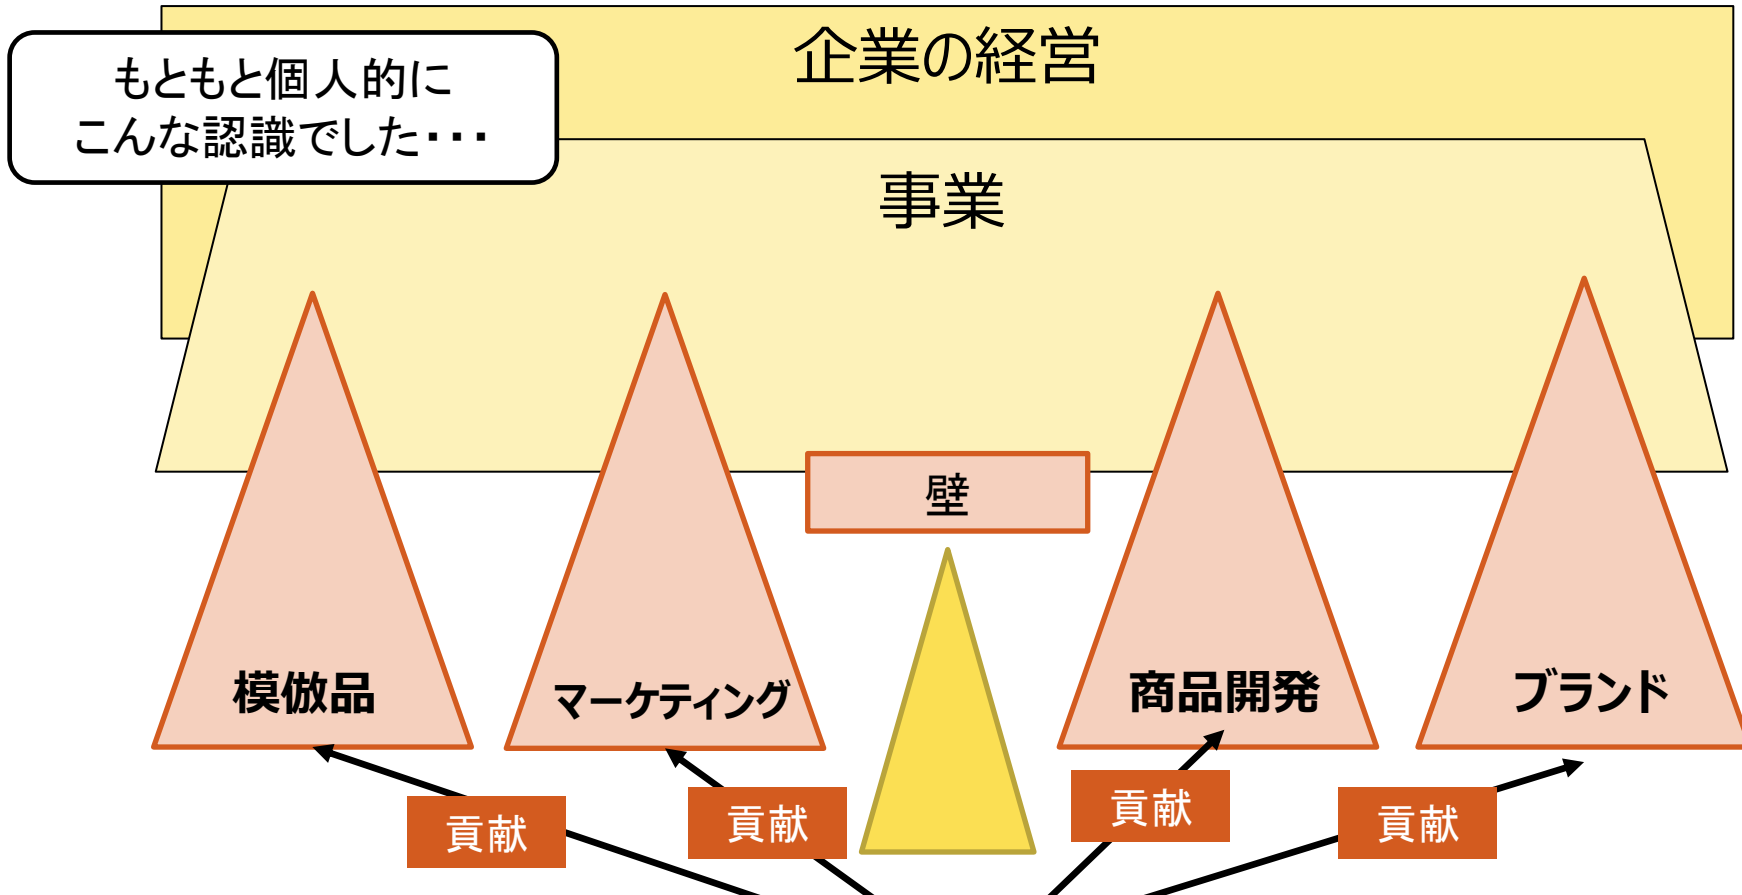 企業の経営
もともと個人的に
こんな認識でした・・・
事業
壁
模倣品
マーケティング
商品開発
ブランド
貢献
貢献
貢献
貢献